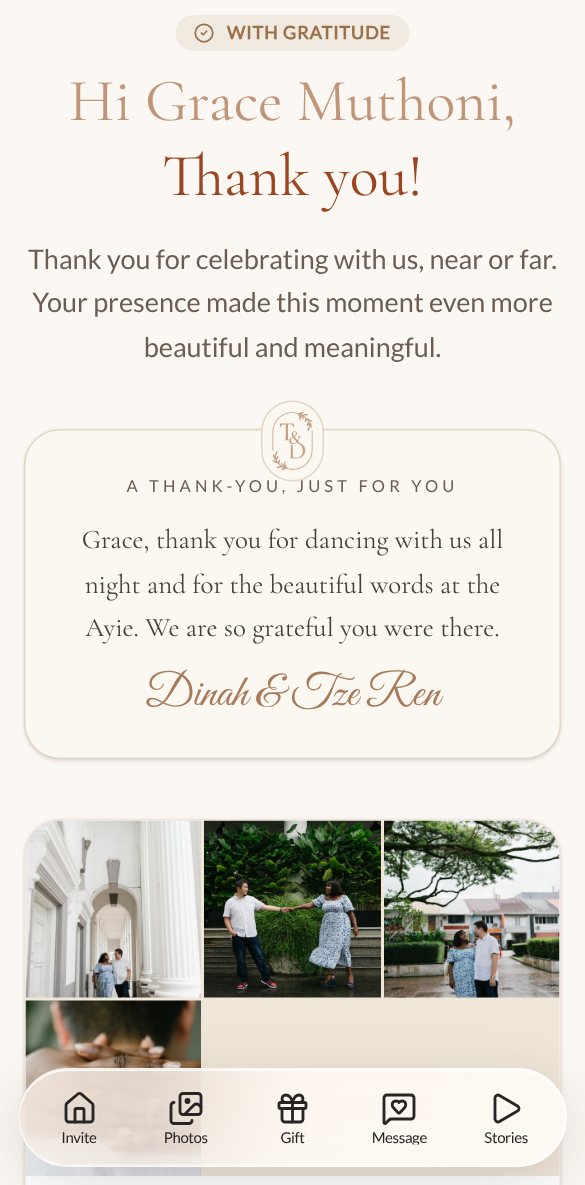 WITH GRATITUDE
Hi Grace Muthoni,
Thank you!
Thank you for celebrating with us, near or far.
Your presence made this moment even more
beautiful and meaningful.
T&D
A THANK-YOU, JUST FOR YOU
Grace, thank you for dancing with us all
night and for the beautiful words at the
Ayie. We are so grateful you were there.
Dinah & Tze Ren
Invite
Photos
Gift
Message
Stories